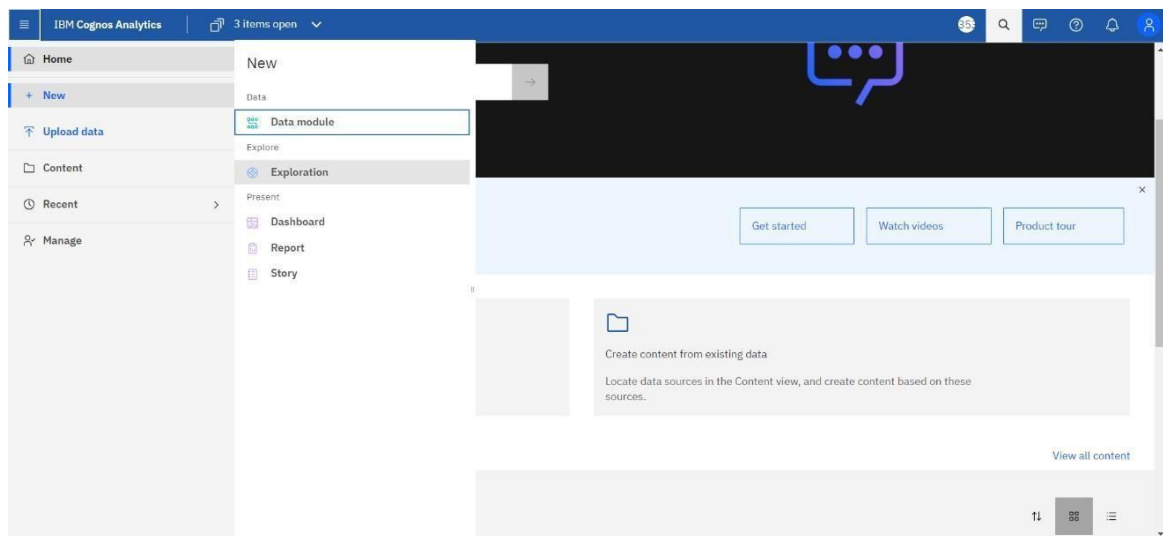 IBM Cognos Analytics
3 items open
Home
New
Upload data
Content
Recent
Manage
New
Data
Data module
Explore
Exploration
Present
Dashboard
Report
Story
Get started
Watch videos
Product tour
Create content from existing data
Locate data sources in the Content view, and create content based on these
sources.
View all content